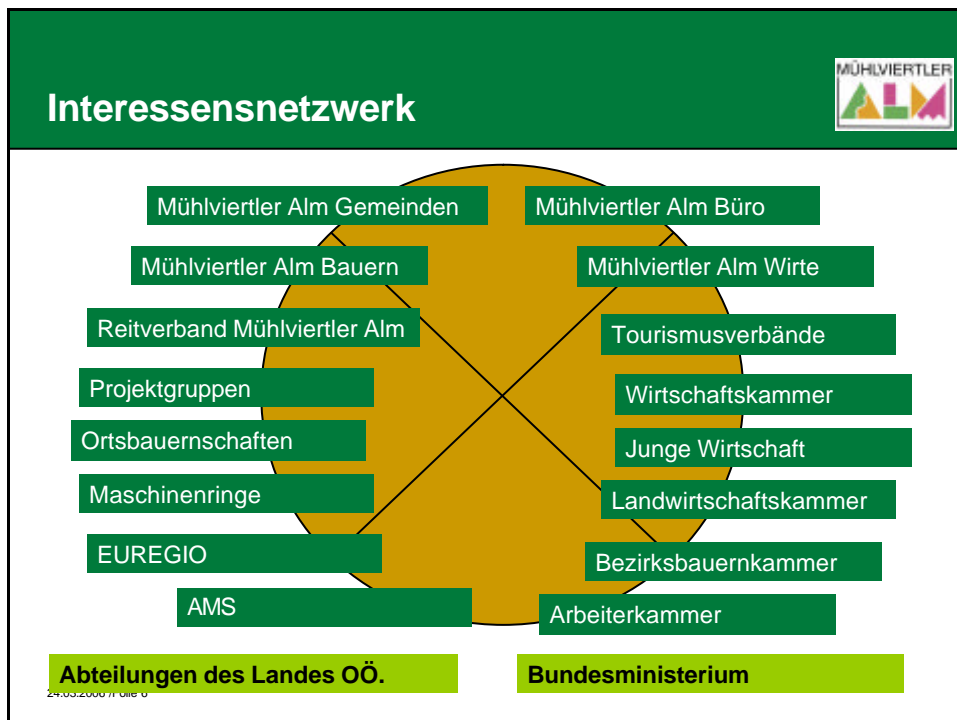 Interessensnetzwerk
MÜHLVIERTLER
ALM
Mühlviertler Alm Gemeinden
Mühlviertler Alm Büro
Mühlviertler Alm Bauern
Mühlviertler Alm Wirte
Reitverband Mühlviertler Alm
Tourismusverbände
Projektgruppen
Wirtschaftskammer
Ortsbauernschaften
Junge Wirtschaft
Maschinenringe
Landwirtschaftskammer
EUREGIO
Bezirksbauernkammer
AMS
Arbeiterkammer
Abteilungen des Landes OÖ.
Bundesministerium